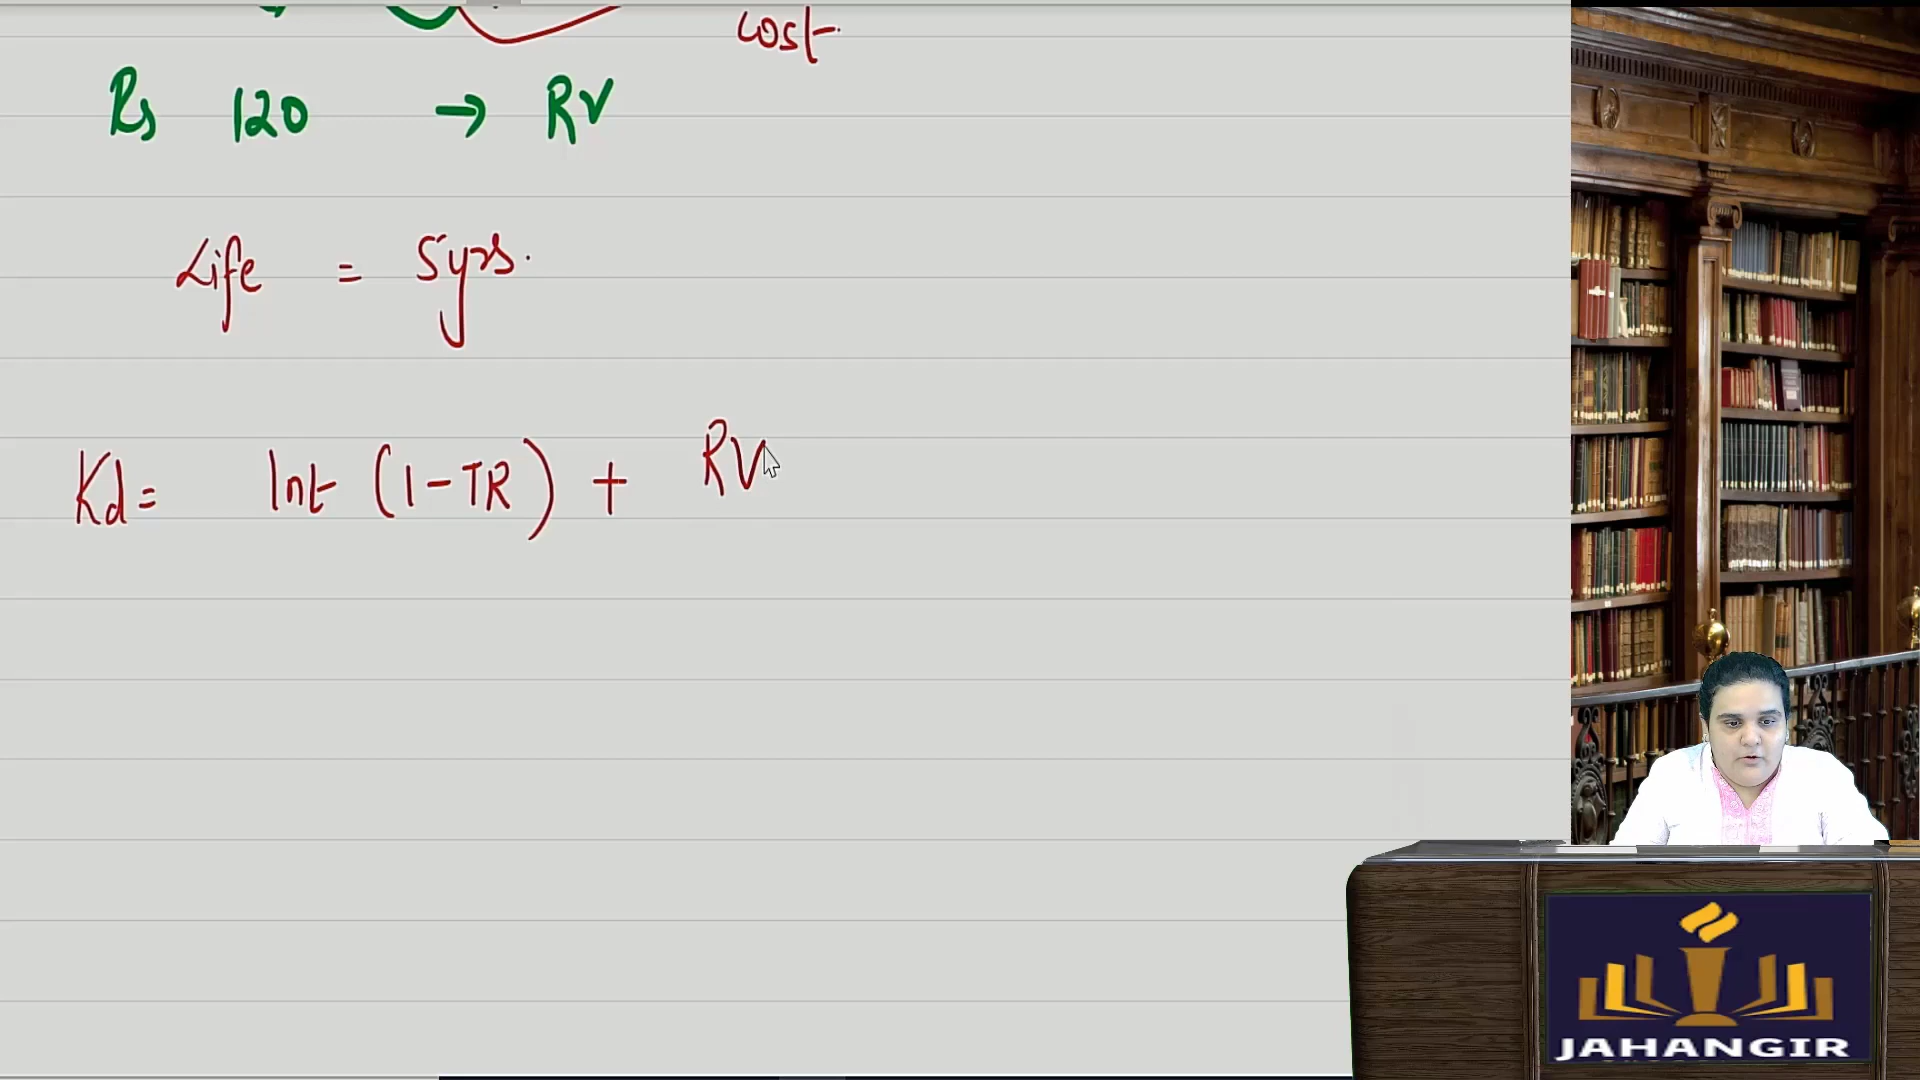 cost.
Rs 120 → RV
Life = 5yrs.
Kd = Int (1-TR) + RV
JAHANGIR